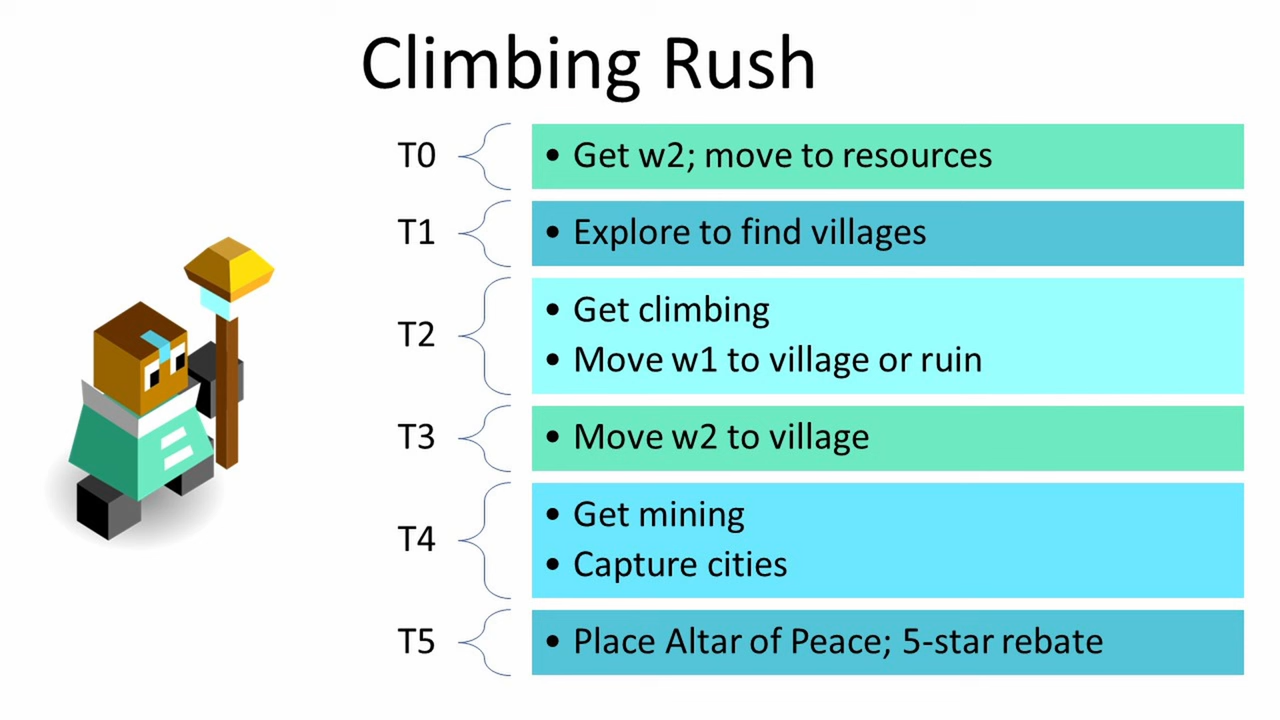 Climbing Rush
T0
• Get w2; move to resources
T1
• Explore to find villages
T2
• Get climbing
• Move w1 to village or ruin
T3
• Move w2 to village
T4
• Get mining
• Capture cities
T5
• Place Altar of Peace; 5-star rebate